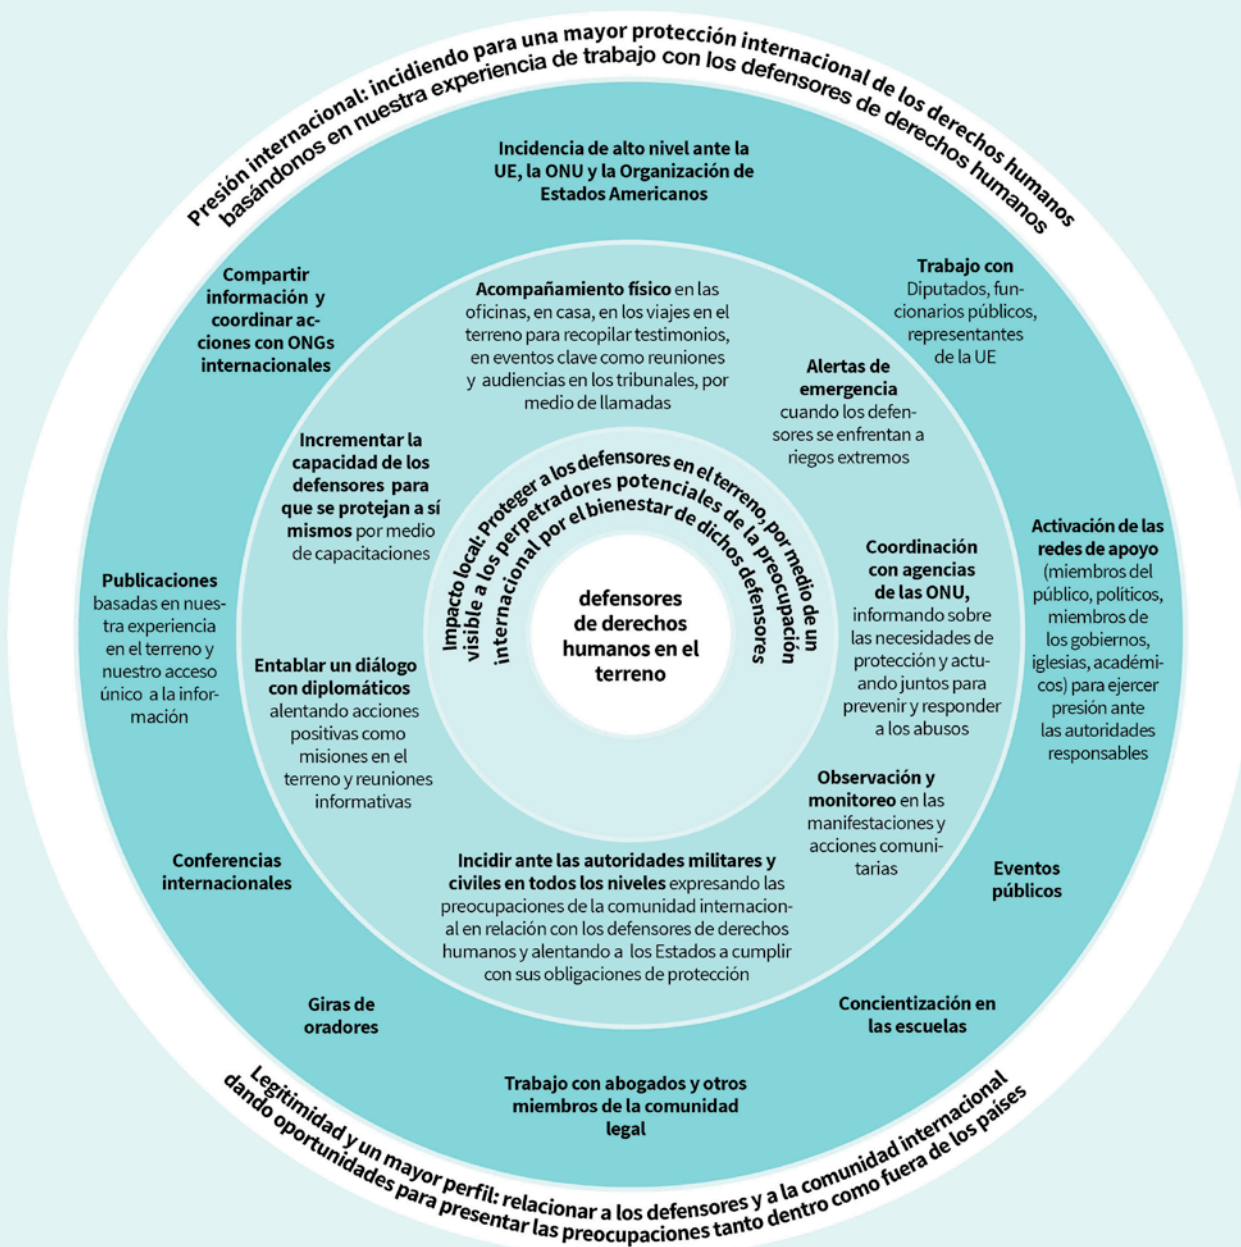 Presión internacional: incidiendo para una mayor protección internacional de los derechos humanos
basándonos en nuestra experiencia de trabajo con los defensores de derechos humanos
Incidencia de alto nivel ante la
UE, la ONU y la Organización de
Estados Americanos
Trabajo con
Diputados, fun-
cionarios públicos,
representantes
de la UE
Activación de las
redes de apoyo
(miembros del
público, políticos,
miembros de
los gobiernos,
iglesias, académi-
cos) para ejercer
presión ante
las autoridades
responsables
Eventos
públicos
Concientización en
las escuelas
Trabajo con abogados y otros
miembros de la comunidad
legal
Giras de
oradores
Conferencias
internacionales
Publicaciones
basadas en nues-
tra experiencia
en el terreno y
nuestro acceso
único a la infor-
mación
Compartir
información y
coordinar ac-
ciones con ONGs
internacionales
Acompañamiento físico en las
oficinas, en casa, en los viajes en el
terreno para recopilar testimonios,
en eventos clave como reuniones
y audiencias en los tribunales, por
medio de llamadas
Alertas de
emergencia
cuando los defen-
sores se enfrentan a
riegos extremos
Coordinación
con agencias
de las ONU,
informando sobre
las necesidades de
protección y actu-
ando juntos para
prevenir y responder
a los abusos
Observación y
monitoreo en las
manifestaciones y
acciones comuni-
tarias
Incidir ante las autoridades militares y
civiles en todos los niveles expresando las
preocupaciones de la comunidad internacion-
al en relación con los defensores de derechos
humanos y alentando a los Estados a cumplir
con sus obligaciones de protección
Entablar un diálogo
con diplomáticos
alentando acciones
positivas como
misiones en el
terreno y reuniones
informativas
Incrementar la
capacidad de los
defensores para
que se protejan a sí
mismos por medio
de capacitaciones
Impacto local: Proteger a los defensores en el terreno, por medio de un
visible a los perpetradores potenciales de la preocupación
internacional por el bienestar de dichos defensores
defensores
de derechos
humanos en el
terreno
Legitimidad y un mayor perfil: relacionar a los defensores y a la comunidad internacional
dando oportunidades para presentar las preocupaciones tanto dentro como fuera de los países